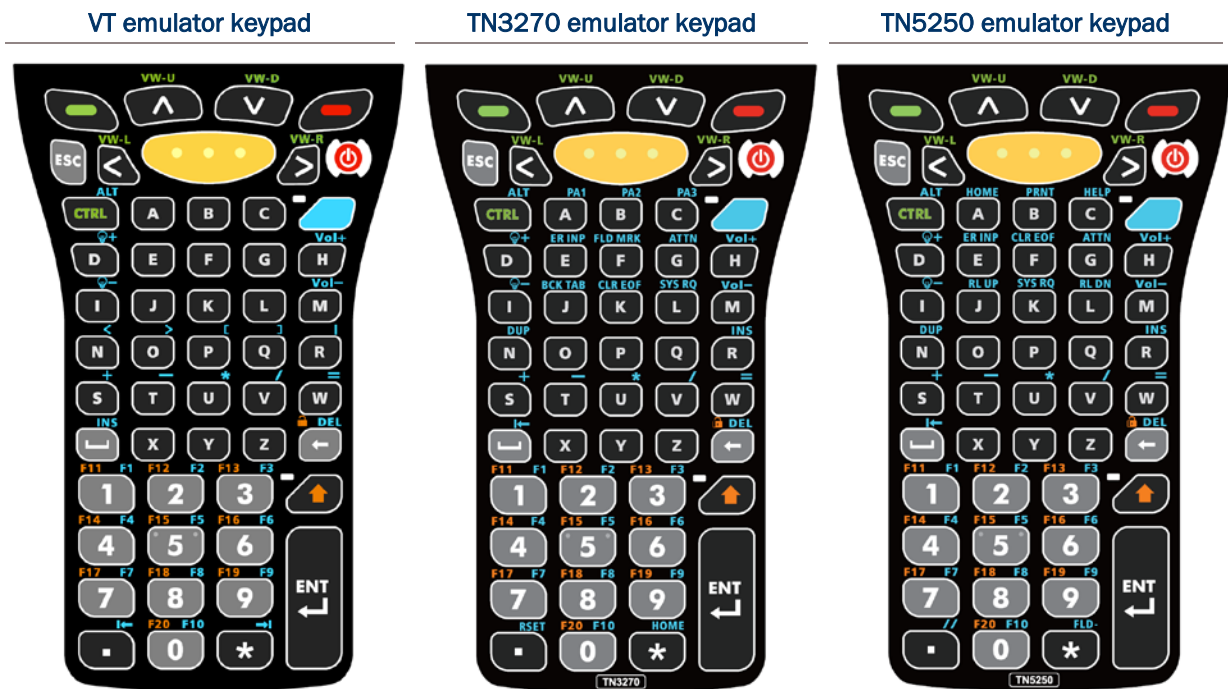 VT emulator keypad
VW-U VW-D
∧ ∨
VW-L VW-R
ESC < >
ALT
CTRL A B C
+ Vol+
D E F G H
− Vol−
I J K L M
< > [ ] |
N O P Q R
+ − * / =
S T U V W
INS DEL
X Y Z ←
F11 F1 F12 F2 F13 F3
1 2 3
F14 F4 F15 F5 F16 F6
4 5 6
F17 F7 F18 F8 F19 F9
7 8 9 ENT
|← F20 F10 →|
. 0 *
TN3270 emulator keypad
VW-U VW-D
∧ ∨
VW-L VW-R
ESC < >
ALT PA1 PA2 PA3
CTRL A B C
+ ER INP FLD MRK ATTN Vol+
D E F G H
− BCK TAB CLR EOF SYS RQ Vol−
I J K L M
DUP INS
N O P Q R
+ − * / =
S T U V W
|← DEL
X Y Z ←
F11 F1 F12 F2 F13 F3
1 2 3
F14 F4 F15 F5 F16 F6
4 5 6
F17 F7 F18 F8 F19 F9
7 8 9 ENT
RSET F20 F10 HOME
. 0 *
TN3270
TN5250 emulator keypad
VW-U VW-D
∧ ∨
VW-L VW-R
ESC < >
ALT HOME PRNT HELP
CTRL A B C
+ ER INP CLR EOF ATTN Vol+
D E F G H
− RL UP SYS RQ RL DN Vol−
I J K L M
DUP INS
N O P Q R
+ − * / =
S T U V W
|← DEL
X Y Z ←
F11 F1 F12 F2 F13 F3
1 2 3
F14 F4 F15 F5 F16 F6
4 5 6
F17 F7 F18 F8 F19 F9
7 8 9 ENT
// F20 F10 FLD-
. 0 *
TN5250